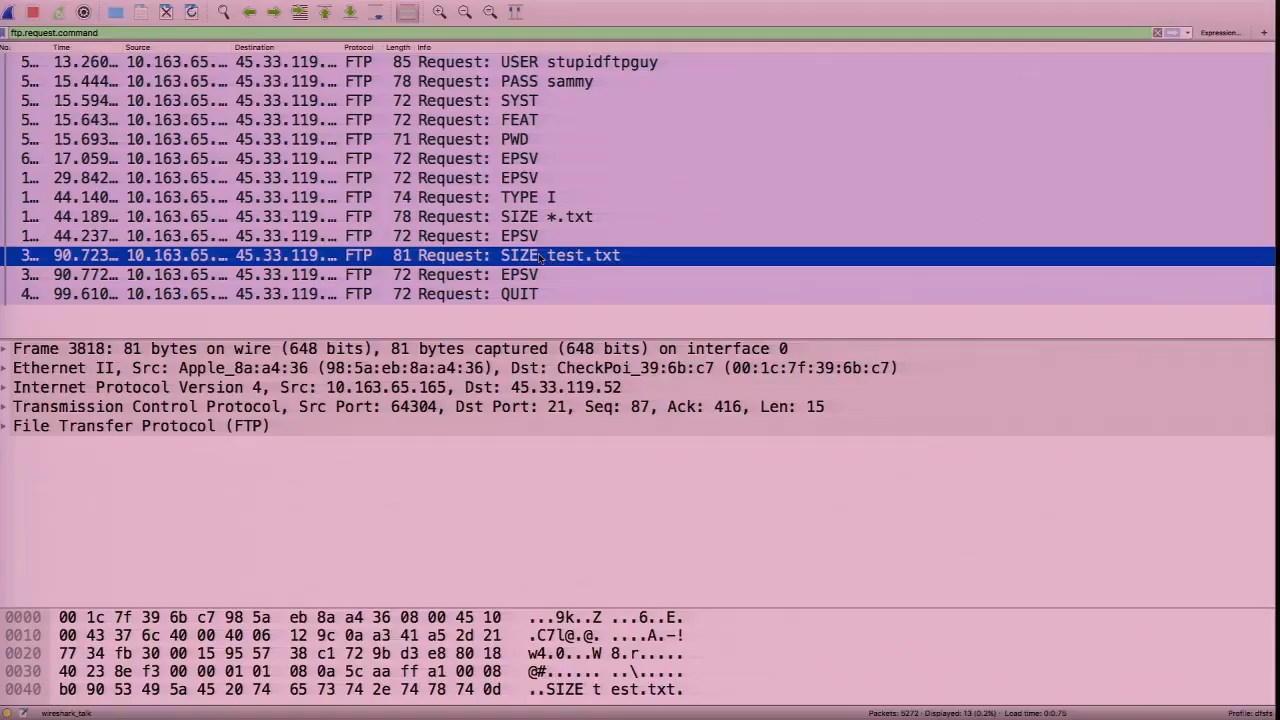 ftp.request.command
Expression...
+
No. Time Source Destination Protocol Length Info
5... 13.260... 10.163.65.... 45.33.119.... FTP 85 Request: USER stupidftpguy
5... 15.444... 10.163.65.... 45.33.119.... FTP 78 Request: PASS sammy
5... 15.594... 10.163.65.... 45.33.119.... FTP 72 Request: SYST
5... 15.643... 10.163.65.... 45.33.119.... FTP 72 Request: FEAT
5... 15.693... 10.163.65.... 45.33.119.... FTP 71 Request: PWD
6... 17.059... 10.163.65.... 45.33.119.... FTP 72 Request: EPSV
1... 29.842... 10.163.65.... 45.33.119.... FTP 72 Request: EPSV
1... 44.140... 10.163.65.... 45.33.119.... FTP 74 Request: TYPE I
1... 44.189... 10.163.65.... 45.33.119.... FTP 78 Request: SIZE *.txt
1... 44.237... 10.163.65.... 45.33.119.... FTP 72 Request: EPSV
3... 90.723... 10.163.65.... 45.33.119.... FTP 81 Request: SIZE test.txt
3... 90.772... 10.163.65.... 45.33.119.... FTP 72 Request: EPSV
4... 99.610... 10.163.65.... 45.33.119.... FTP 72 Request: QUIT
Frame 3818: 81 bytes on wire (648 bits), 81 bytes captured (648 bits) on interface 0
Ethernet II, Src: Apple_8a:a4:36 (98:5a:eb:8a:a4:36), Dst: CheckPoi_39:6b:c7 (00:1c:7f:39:6b:c7)
Internet Protocol Version 4, Src: 10.163.65.165, Dst: 45.33.119.52
Transmission Control Protocol, Src Port: 64304, Dst Port: 21, Seq: 87, Ack: 416, Len: 15
File Transfer Protocol (FTP)
0000 00 1c 7f 39 6b c7 98 5a eb 8a a4 36 08 00 45 10 ...9k..Z ...6..E.
0010 00 43 37 6c 40 00 40 06 12 9c 0a a3 41 a5 2d 21 .C7l@.@. ....A.-!
0020 77 34 fb 30 00 15 95 57 38 c1 72 9b d3 e8 80 18 w4.0...W 8.r.....
0030 40 23 8e f3 00 00 01 01 08 0a 5c aa ff a1 00 08 @#...... ..\.....
0040 b0 90 53 49 5a 45 20 74 65 73 74 2e 74 78 74 0d ..SIZE t est.txt.
wireshark_talk
Packets: 5272 · Displayed: 13 (0.2%) · Load time: 0:0.75
Profile: dfsfs